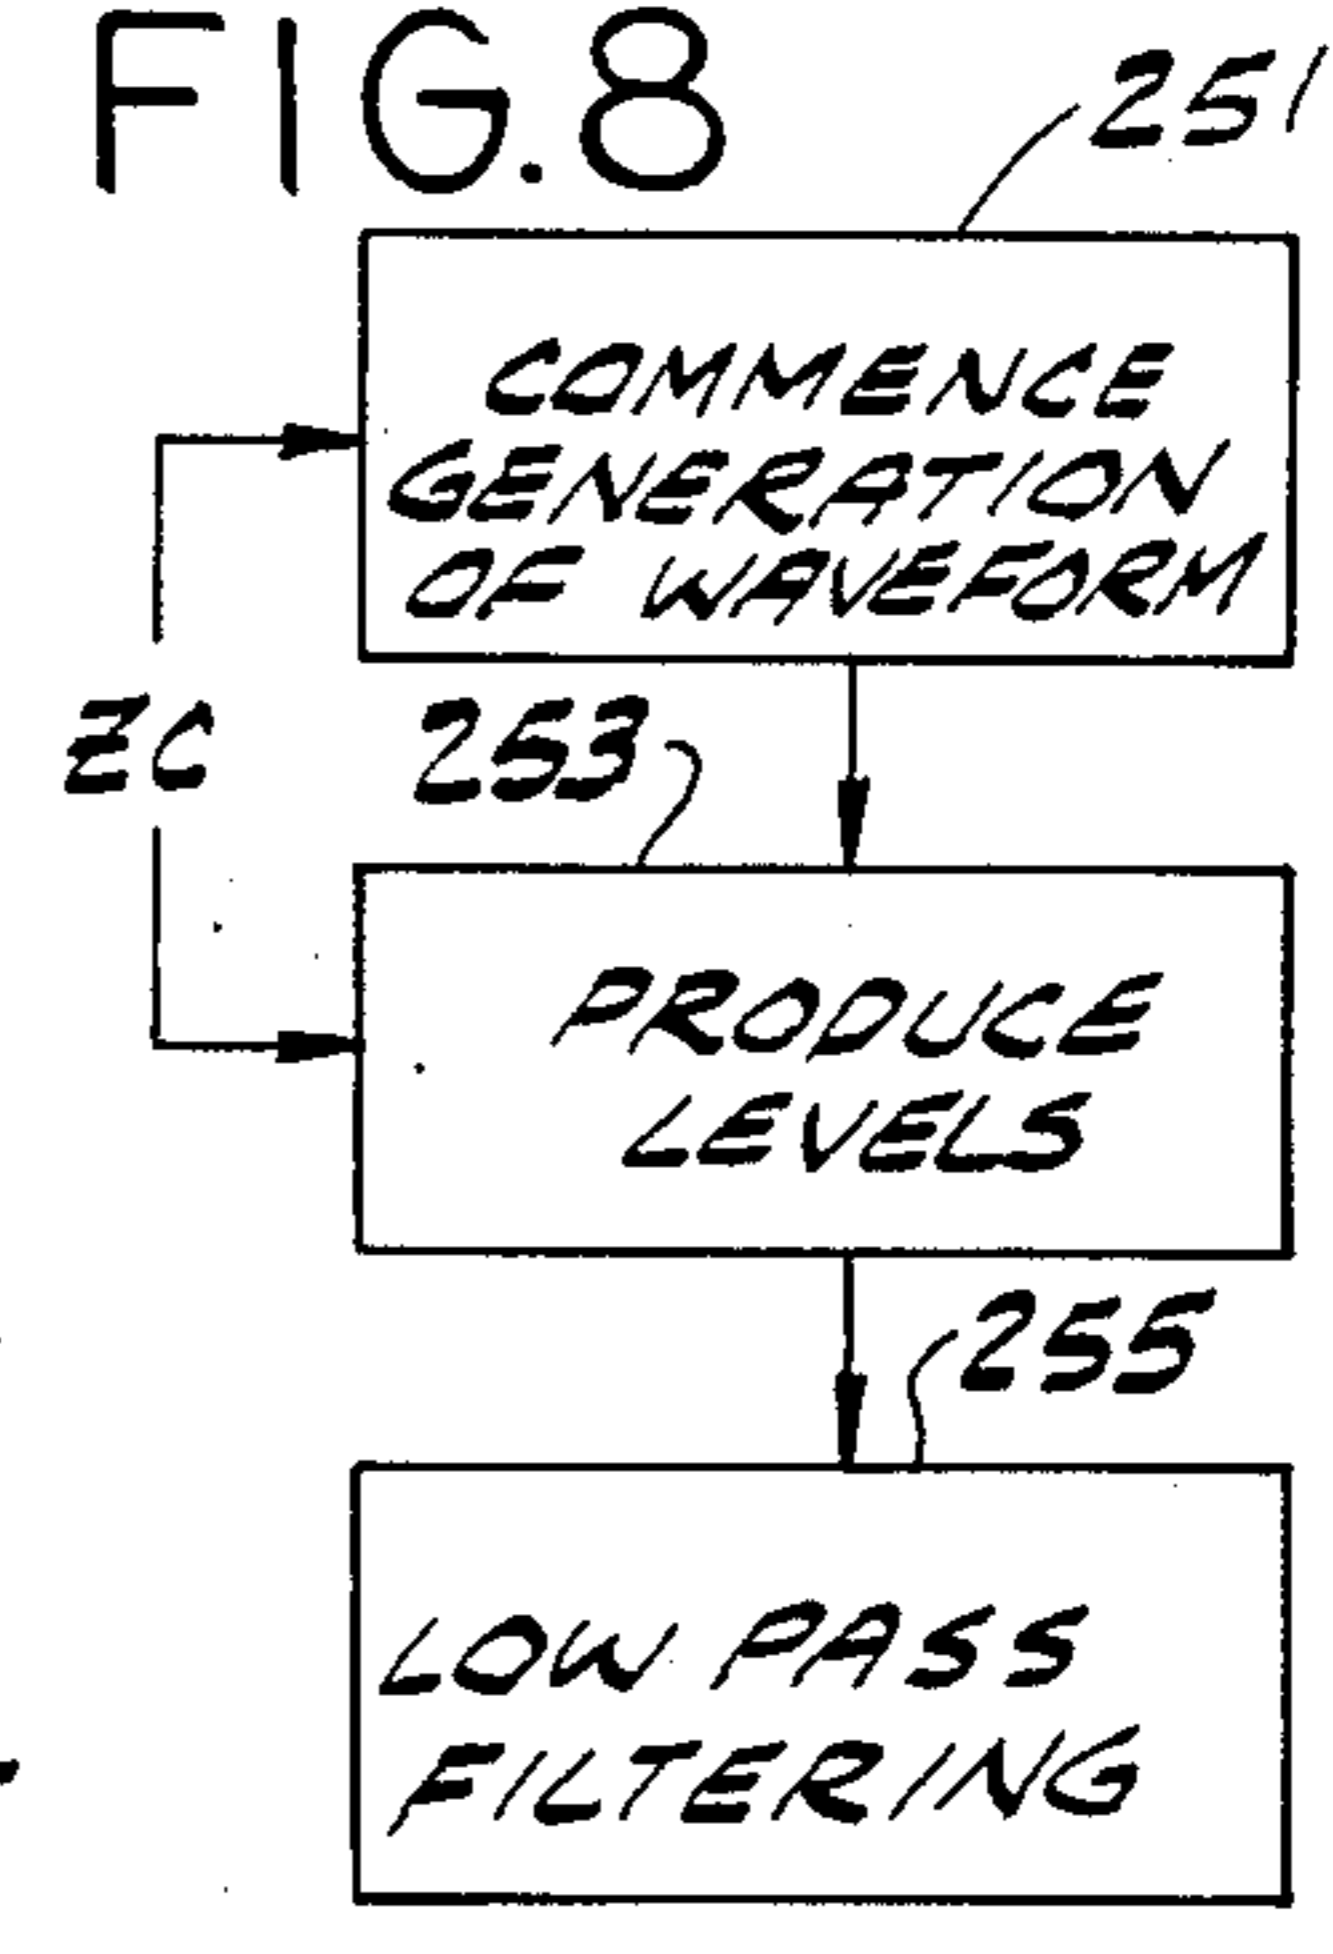 FIG.8
251
COMMENCE
GENERATION
OF WAVEFORM
ZC
253
PRODUCE
LEVELS
255
LOW PASS
FILTERING